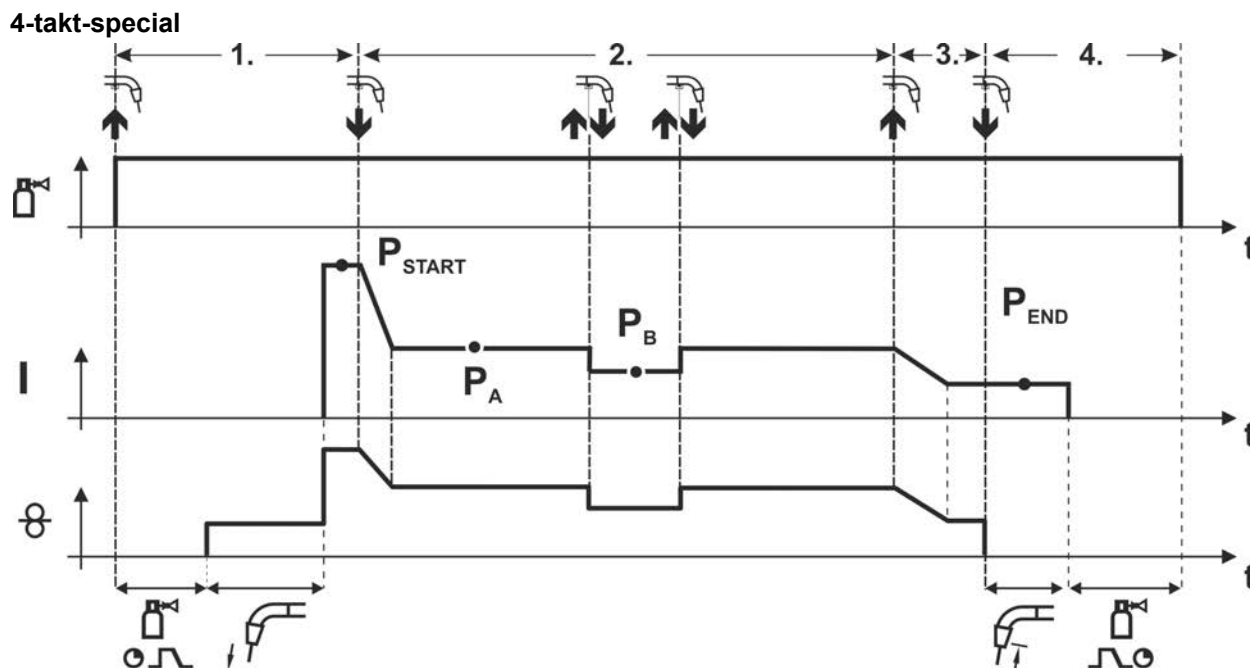 4-takt-special
1. 2. 3. 4.
t
P START
P END
P B
I
P A
t
t